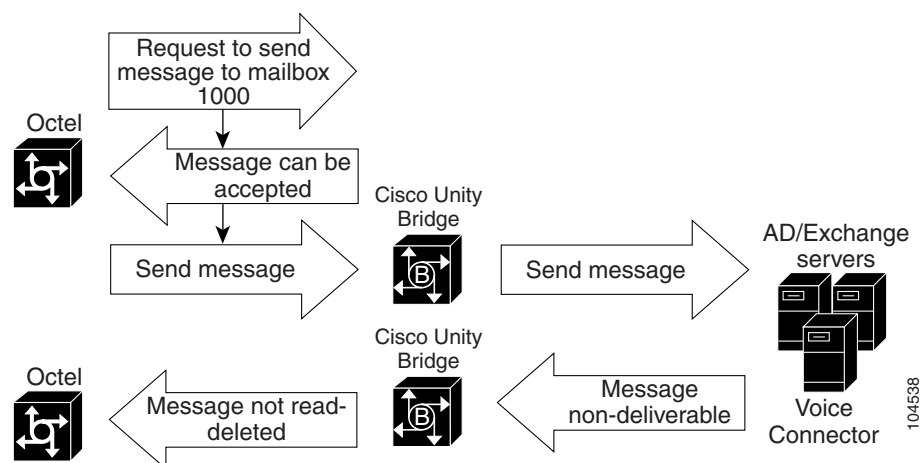 Request to send
message to mailbox
1000
Octel
Message can be
accepted
Cisco Unity
Bridge
AD/Exchange
servers
Send message
B
Send message
Cisco Unity
Bridge
Octel
Message not read-
deleted
B
Message
non-deliverable
Voice
Connector
104538